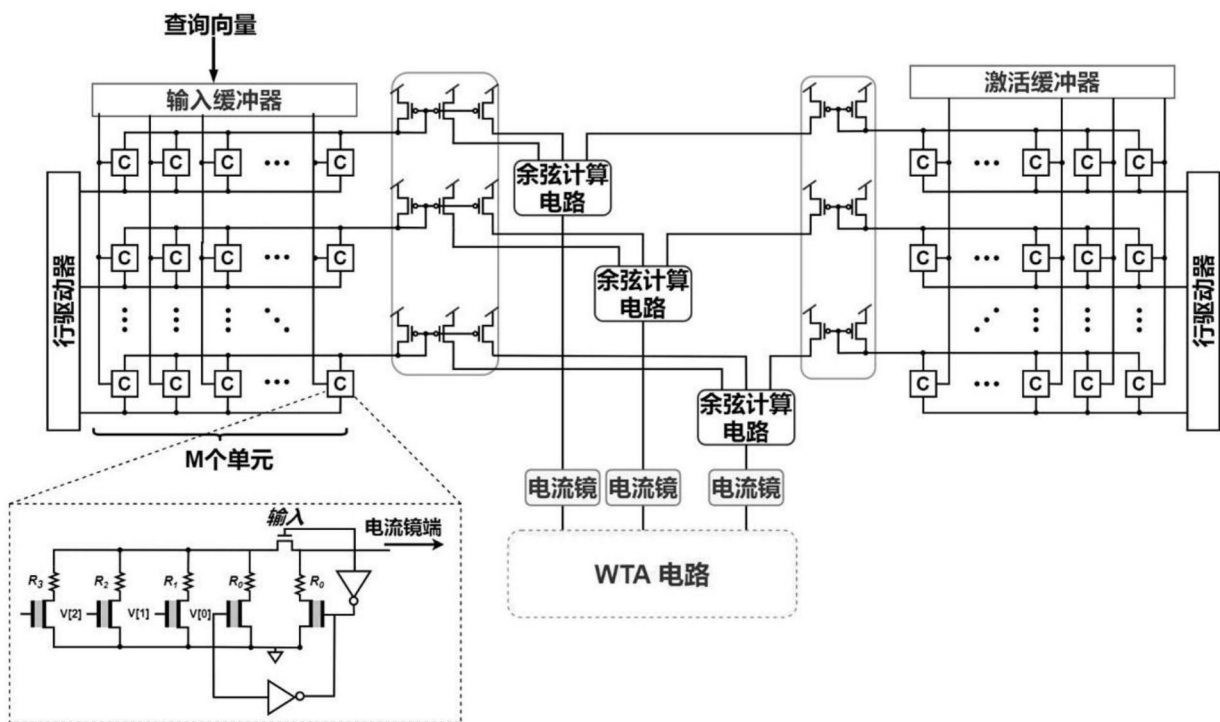 查询向量
输入缓冲器
激活缓冲器
C C C ••• C
C ••• C C C
余弦计算
电路
行驱动器
行驱动器
C C C ••• C
C ••• C C C
余弦计算
电路
C C C ••• C
C ••• C C C
余弦计算
电路
M个单元
电流镜 电流镜 电流镜
输入
电流镜端
WTA 电路
R3 R2 R1 R0 R0
V[2] V[1] V[0]